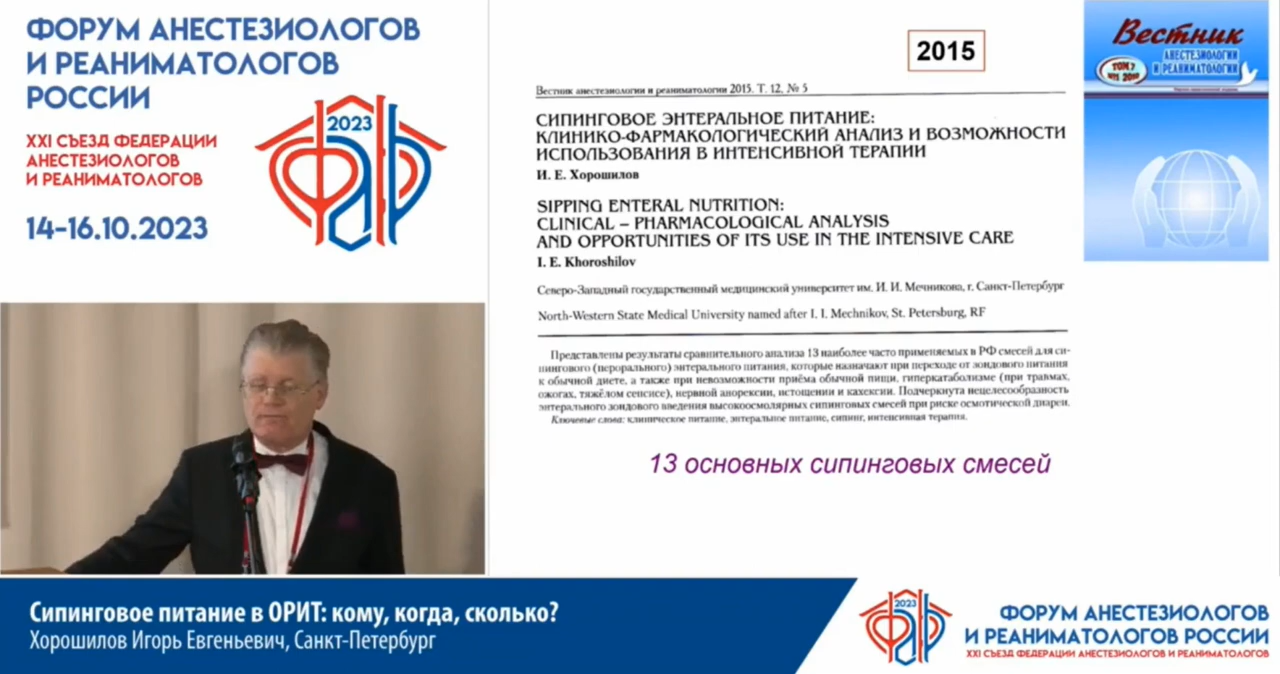 ФОРУМ АНЕСТЕЗИОЛОГОВ
И РЕАНИМАТОЛОГОВ
РОССИИ
XXI СЪЕЗД ФЕДЕРАЦИИ
АНЕСТЕЗИОЛОГОВ
И РЕАНИМАТОЛОГОВ
14-16.10.2023
2023
ФАР
2015
Вестник анестезиологии и реаниматологии 2015. Т. 12, № 5
СИПИНГОВОЕ ЭНТЕРАЛЬНОЕ ПИТАНИЕ:
КЛИНИКО-ФАРМАКОЛОГИЧЕСКИЙ АНАЛИЗ И ВОЗМОЖНОСТИ
ИСПОЛЬЗОВАНИЯ В ИНТЕНСИВНОЙ ТЕРАПИИ
И. Е. Хорошилов
SIPPING ENTERAL NUTRITION:
CLINICAL – PHARMACOLOGICAL ANALYSIS
AND OPPORTUNITIES OF ITS USE IN THE INTENSIVE CARE
I. E. Khoroshilov
Северо-Западный государственный медицинский университет им. И. И. Мечникова, г. Санкт-Петербург
North-Western State Medical University named after I. I. Mechnikov, St. Petersburg, RF
Представлены результаты сравнительного анализа 13 наиболее часто применяемых в РФ смесей для си-
пингового (перорального) энтерального питания, которые назначают при переходе от зондового питания
к обычной диете, а также при невозможности приёма обычной пищи, гиперкатаболизме (при травмах,
ожогах, тяжёлом сепсисе), нервной анорексии, истощении и кахексии. Подчеркнута нецелесообразность
энтерального зондового введения высокоосмолярных сипинговых смесей при риске осмотической диареи.
Ключевые слова: клиническое питание, энтеральное питание, сипинг, интенсивная терапия.
13 основных сипинговых смесей
Вестник
АНЕСТЕЗИОЛОГИИ
И РЕАНИМАТОЛОГИИ
ТОМ 7
Сипинговое питание в ОРИТ: кому, когда, сколько?
Хорошилов Игорь Евгеньевич, Санкт-Петербург
2023
ФАР
ФОРУМ АНЕСТЕЗИОЛОГОВ
И РЕАНИМАТОЛОГОВ РОССИИ
XXI СЪЕЗД ФЕДЕРАЦИИ АНЕСТЕЗИОЛОГОВ И РЕАНИМАТОЛОГОВ